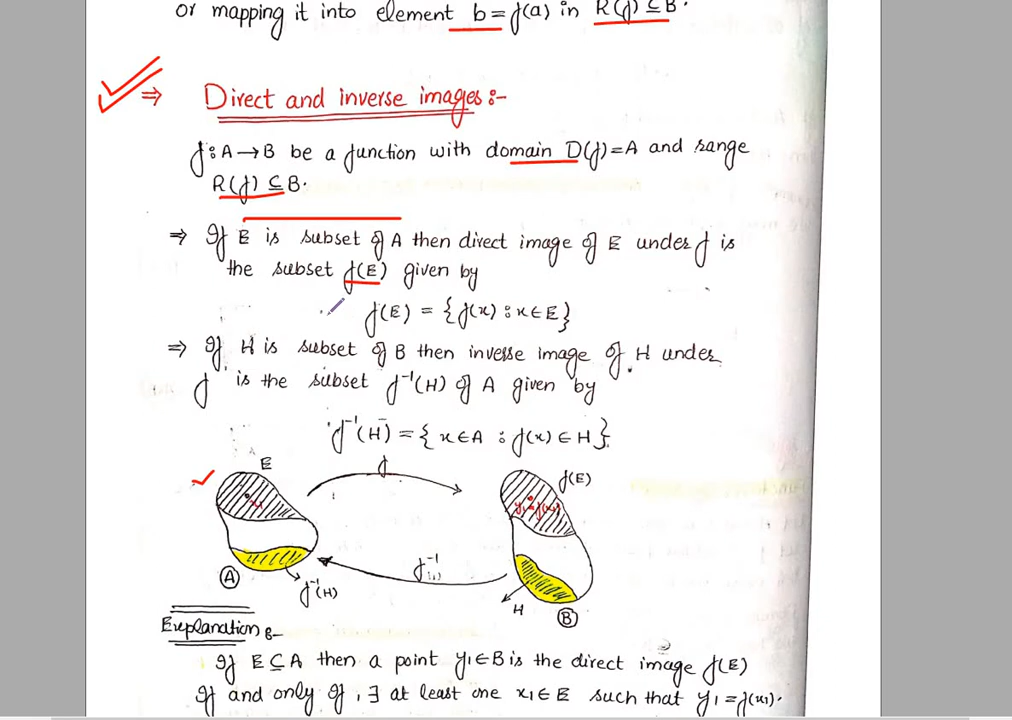 or mapping it into element b=f(a) in R(f) ⊆ B.
⇒ Direct and inverse images :-
f: A→B be a function with domain D(f)=A and range
R(f) ⊆ B.
⇒ If E is subset of A then direct image of E under f is
the subset f(E) given by
f(E) = {f(x) : x ∈ E}
⇒ If H is subset of B then inverse image of H under
f is the subset f⁻¹(H) of A given by
f⁻¹(H) = { x ∈ A : f(x) ∈ H }
E
f
f(E)
x₁
y₁=f(x₁)
A
f⁻¹(H)
f⁻¹
H
B
Explanation :-
If E ⊆ A then a point y₁ ∈ B is the direct image f(E)
If and only if, ∃ at least one x₁ ∈ E such that y₁ = f(x₁).